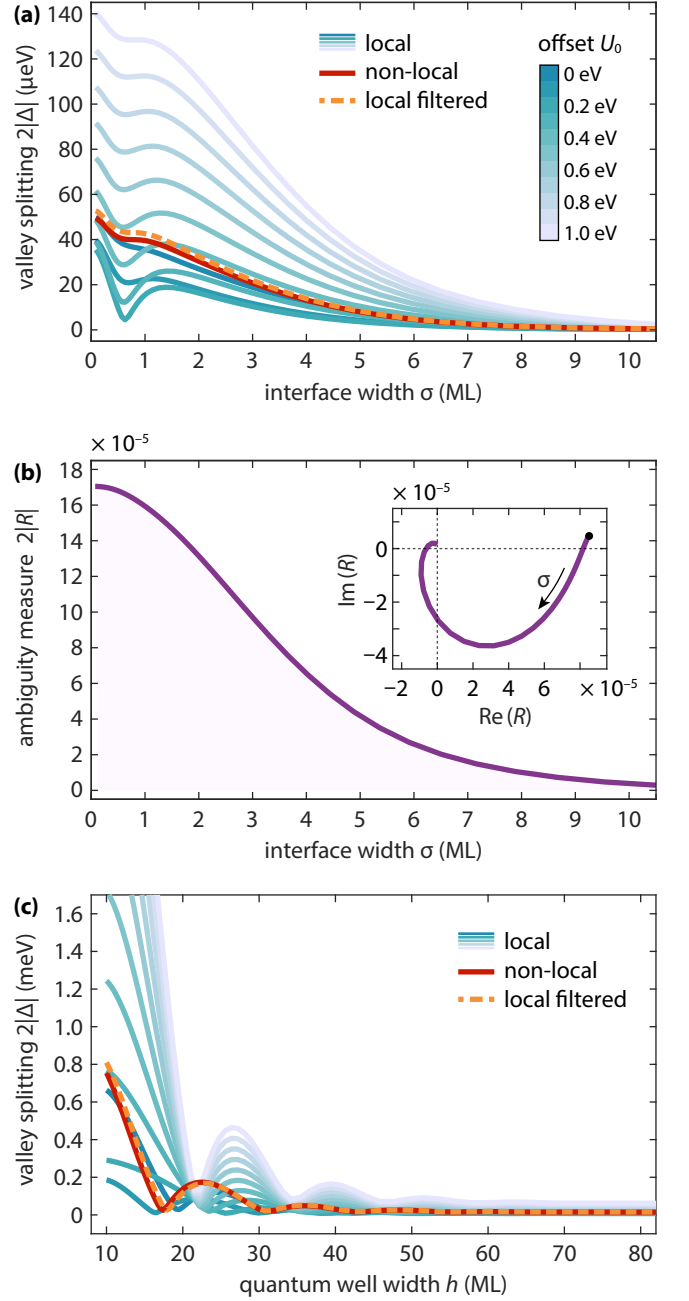 (a)
valley splitting 2|Δ| (µeV)
140
120
100
80
60
40
20
0
local
non-local
local filtered
offset U₀
0 eV
0.2 eV
0.4 eV
0.6 eV
0.8 eV
1.0 eV
0 1 2 3 4 5 6 7 8 9 10
interface width σ (ML)
(b)
× 10⁻⁵
ambiguity measure 2|R|
18
16
14
12
10
8
6
4
2
0
× 10⁻⁵
Im (R)
0
−2
−4
σ
−2 0 2 4 6 × 10⁻⁵
Re (R)
0 1 2 3 4 5 6 7 8 9 10
interface width σ (ML)
(c)
valley splitting 2|Δ| (meV)
1.6
1.4
1.2
1.0
0.8
0.6
0.4
0.2
0
local
non-local
local filtered
10 20 30 40 50 60 70 80
quantum well width h (ML)